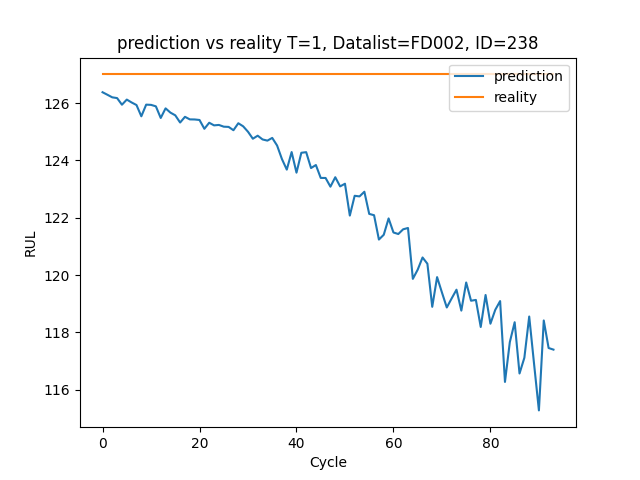 prediction vs reality T=1, Datalist=FD002, ID=238
prediction
reality
126
124
122
120
118
116
RUL
0 20 40 60 80
Cycle